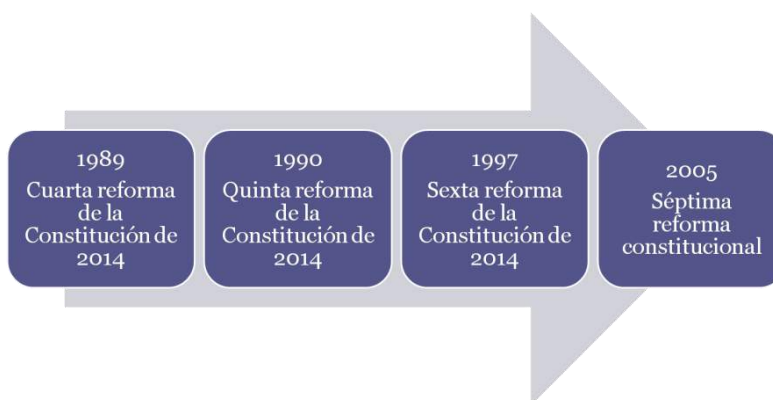 1989
Cuarta reforma
de la
Constitución de
2014
1990
Quinta reforma
de la
Constitución de
2014
1997
Sexta reforma
de la
Constitución de
2014
2005
Séptima
reforma
constitucional